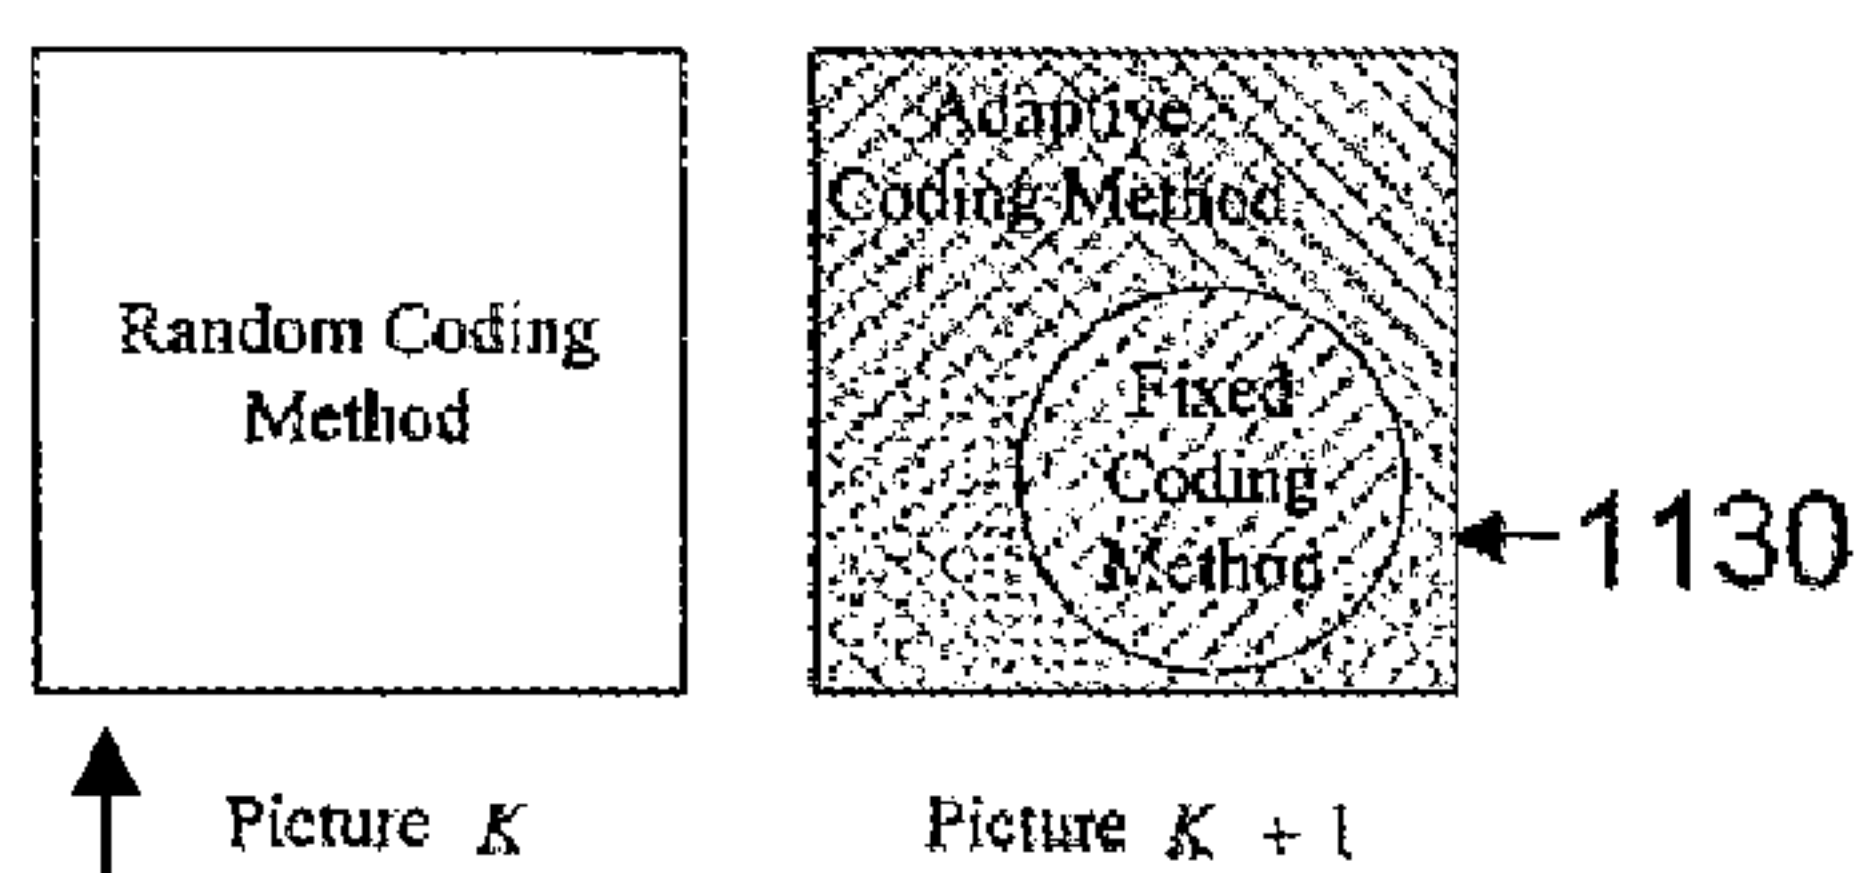 Random Coding
Method
Adaptive
Coding Method
Fixed
Coding
Method
1130
Picture K
Picture K + 1